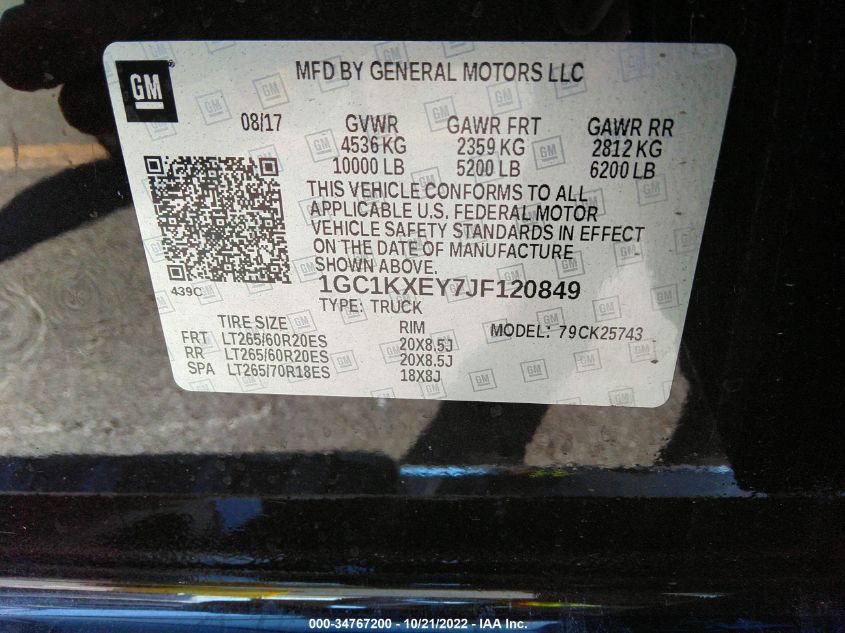 GM
MFD BY GENERAL MOTORS LLC
08/17 GVWR GAWR FRT GAWR RR
4536 KG 2359 KG 2812 KG
10000 LB 5200 LB 6200 LB
THIS VEHICLE CONFORMS TO ALL
APPLICABLE U.S. FEDERAL MOTOR
VEHICLE SAFETY STANDARDS IN EFFECT
ON THE DATE OF MANUFACTURE
SHOWN ABOVE.
439C
1GC1KXEY7JF120849
TYPE: TRUCK
TIRE SIZE RIM MODEL: 79CK25743
FRT LT265/60R20ES 20X8.5J
RR LT265/60R20ES 20X8.5J
SPA LT265/70R18ES 18X8J
000-34767200 - 10/21/2022 - IAA Inc.